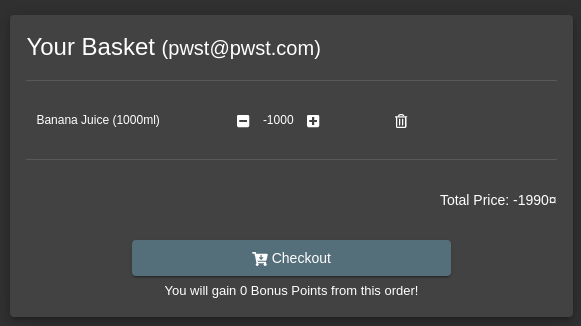 Your Basket (pwst@pwst.com)
Banana Juice (1000ml) -1000
Total Price: -1990¤
Checkout
You will gain 0 Bonus Points from this order!